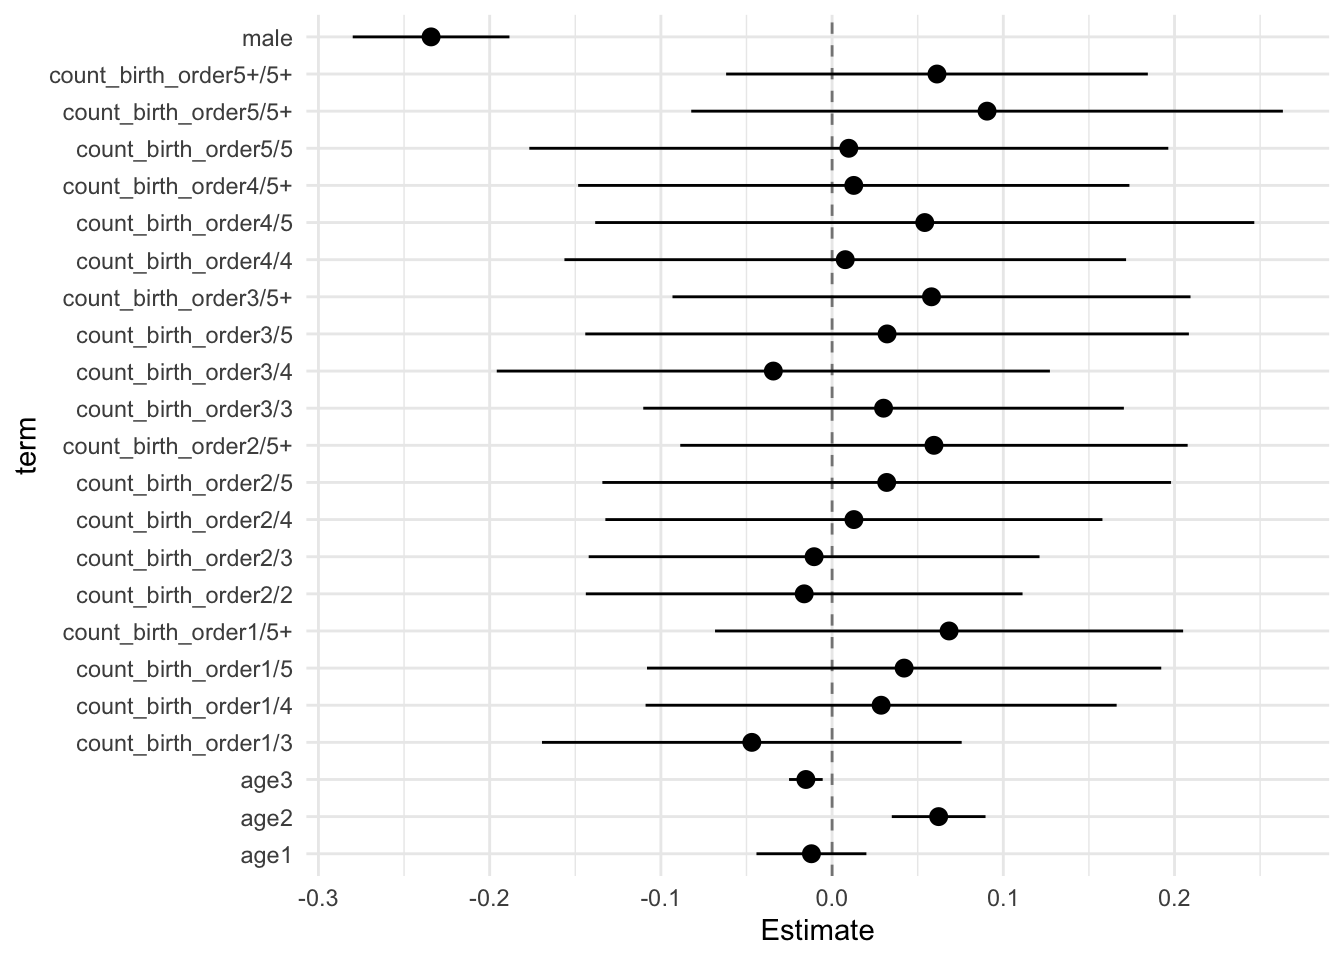 male
count_birth_order5+/5+
count_birth_order5/5+
count_birth_order5/5
count_birth_order4/5+
count_birth_order4/5
count_birth_order4/4
count_birth_order3/5+
count_birth_order3/5
count_birth_order3/4
count_birth_order3/3
count_birth_order2/5+
count_birth_order2/5
count_birth_order2/4
count_birth_order2/3
count_birth_order2/2
count_birth_order1/5+
count_birth_order1/5
count_birth_order1/4
count_birth_order1/3
age3
age2
age1
term
-0.3 -0.2 -0.1 0.0 0.1 0.2
Estimate